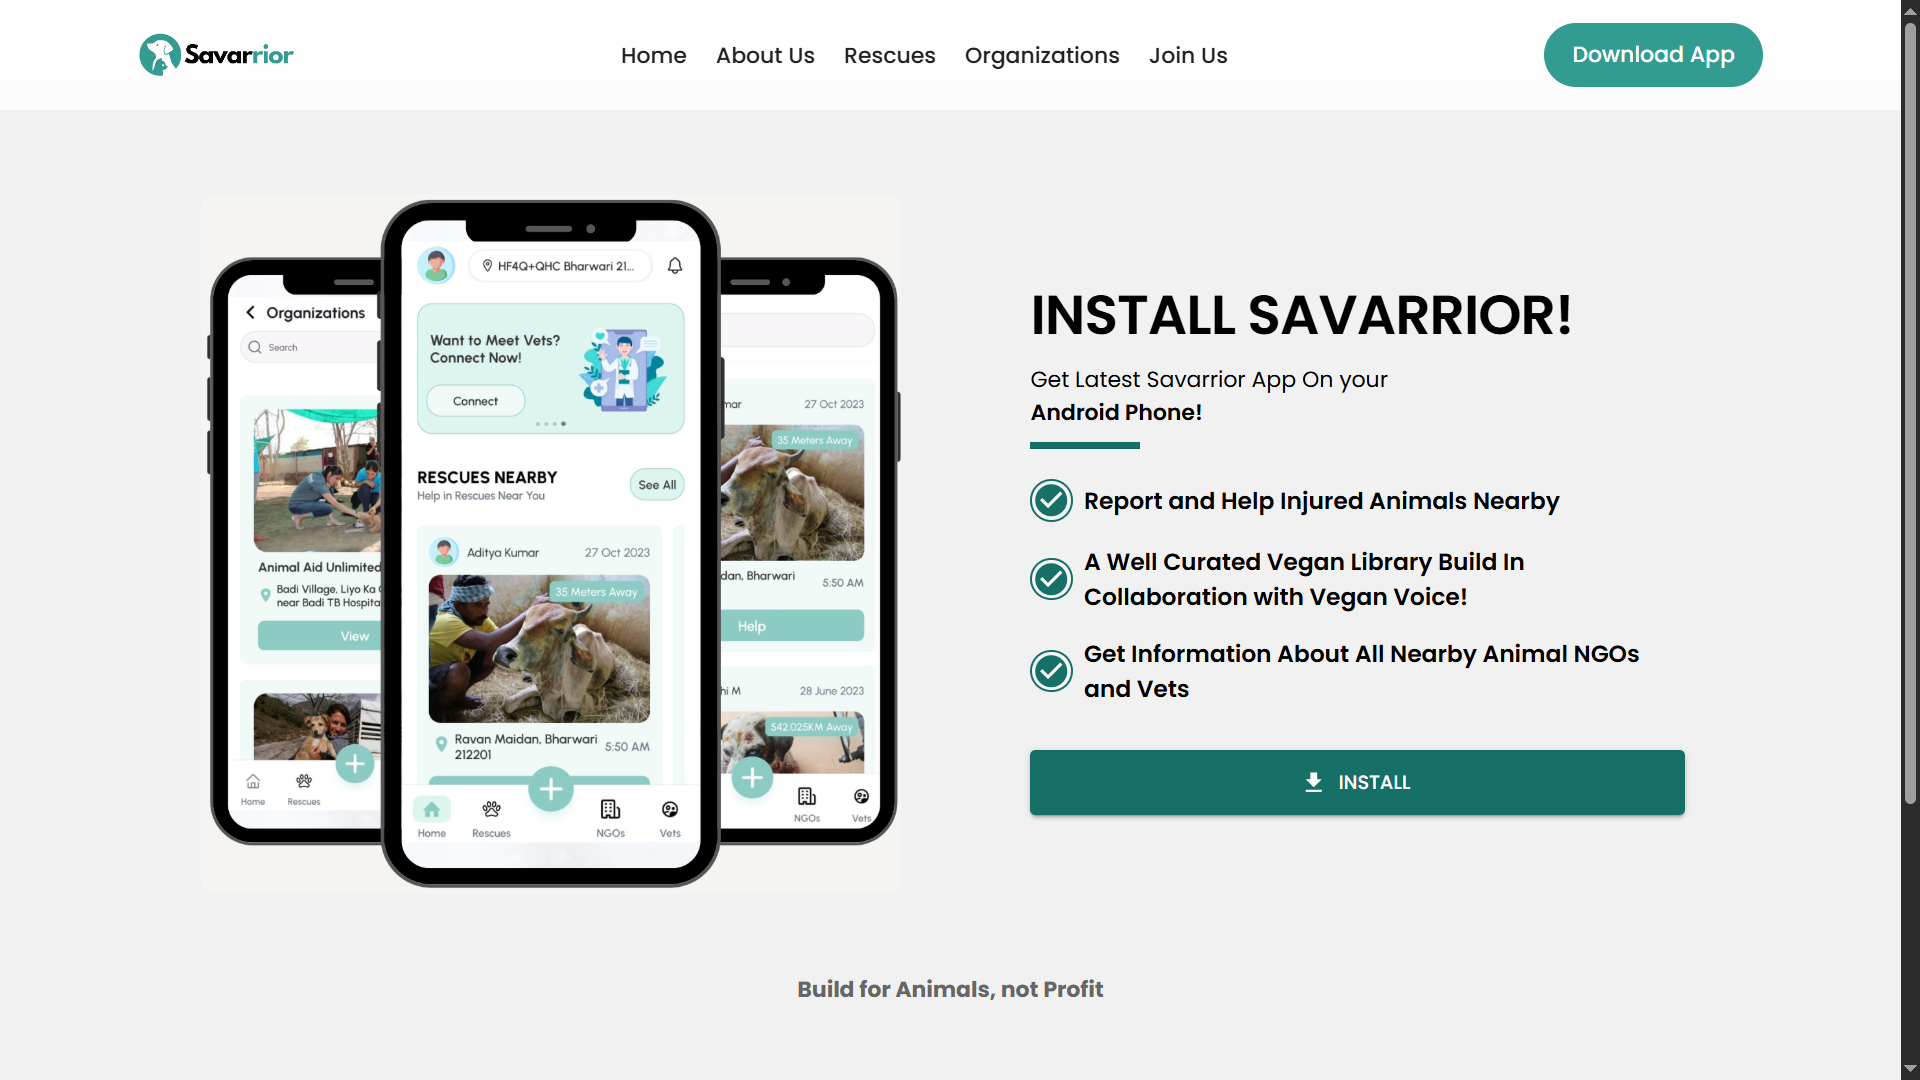 Savarrior
Home
About Us
Rescues
Organizations
Join Us
Download App
Organizations
Search
Animal Aid Unlimited
Badi Village, Liyo Ka
near Badi TB Hospita
View
Home
Rescues
HF4Q+QHC Bharwari 21...
Want to Meet Vets?
Connect Now!
Connect
RESCUES NEARBY
Help in Rescues Near You
See All
Aditya Kumar
27 Oct 2023
35 Meters Away
Ravan Maidan, Bharwari
212201
5:50 AM
Home
Rescues
NGOs
Vets
mar
27 Oct 2023
35 Meters Away
dan, Bharwari
5:50 AM
Help
hi M
28 June 2023
542.025KM Away
NGOs
Vets
INSTALL SAVARRIOR!
Get Latest Savarrior App On your
Android Phone!
Report and Help Injured Animals Nearby
A Well Curated Vegan Library Build In
Collaboration with Vegan Voice!
Get Information About All Nearby Animal NGOs
and Vets
INSTALL
Build for Animals, not Profit